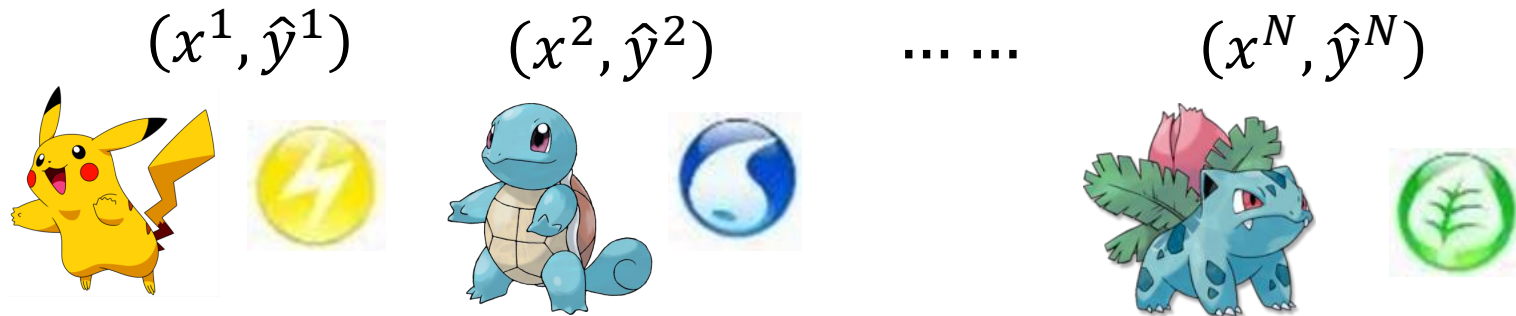 (x¹, ŷ¹) (x², ŷ²) ... ... (xᴺ, ŷᴺ)